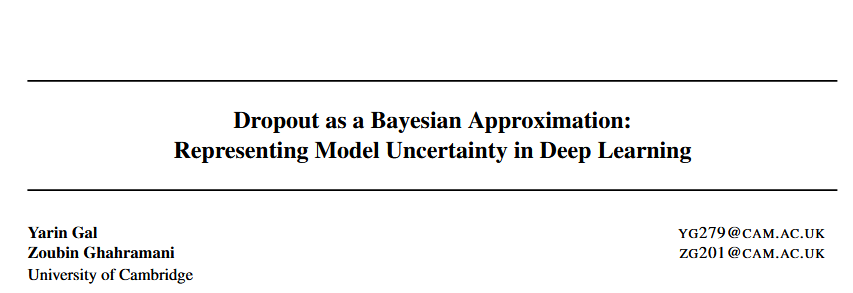 Dropout as a Bayesian Approximation:
Representing Model Uncertainty in Deep Learning
Yarin Gal YG279@CAM.AC.UK
Zoubin Ghahramani ZG201@CAM.AC.UK
University of Cambridge